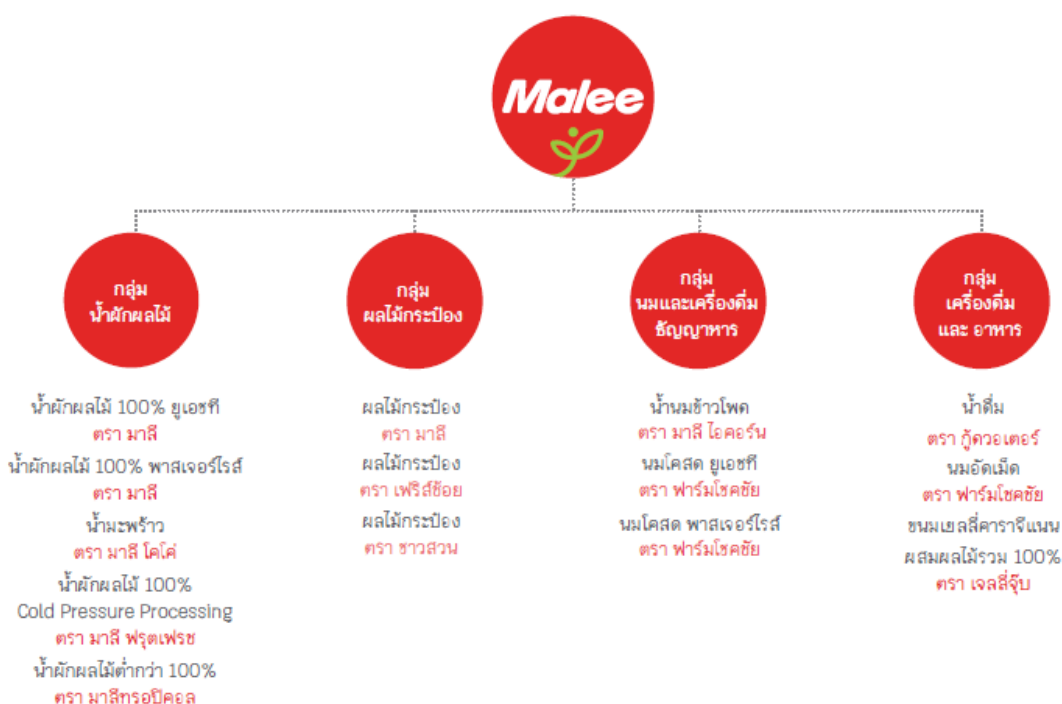 Malee
กลุ่ม
น้ำผักผลไม้
น้ำผักผลไม้ 100% ยูเอชที
ตรา มาลี
น้ำผักผลไม้ 100% พาสเจอร์ไรส์
ตรา มาลี
น้ำมะพร้าว
ตรา มาลี โคโค่
น้ำผักผลไม้ 100%
Cold Pressure Processing
ตรา มาลี ฟรุตเฟรช
น้ำผักผลไม้ต่ำกว่า 100%
ตรา มาลีทรอปิคอล
กลุ่ม
ผลไม้กระป๋อง
ผลไม้กระป๋อง
ตรา มาลี
ผลไม้กระป๋อง
ตรา เฟริส์ช้อย
ผลไม้กระป๋อง
ตรา ชาวสวน
กลุ่ม
นมและเครื่องดื่ม
ธัญญาหาร
น้ำนมข้าวโพด
ตรา มาลี ไอคอร์น
นมโคสด ยูเอชที
ตรา ฟาร์มโชคชัย
นมโคสด พาสเจอร์ไรส์
ตรา ฟาร์มโชคชัย
กลุ่ม
เครื่องดื่ม
และ อาหาร
น้ำดื่ม
ตรา กู้ดวอเตอร์
นมอัดเม็ด
ตรา ฟาร์มโชคชัย
ขนมเยลลี่คาราจีแนน
ผสมผลไม้รวม 100%
ตรา เจลลี่จุ๊บ